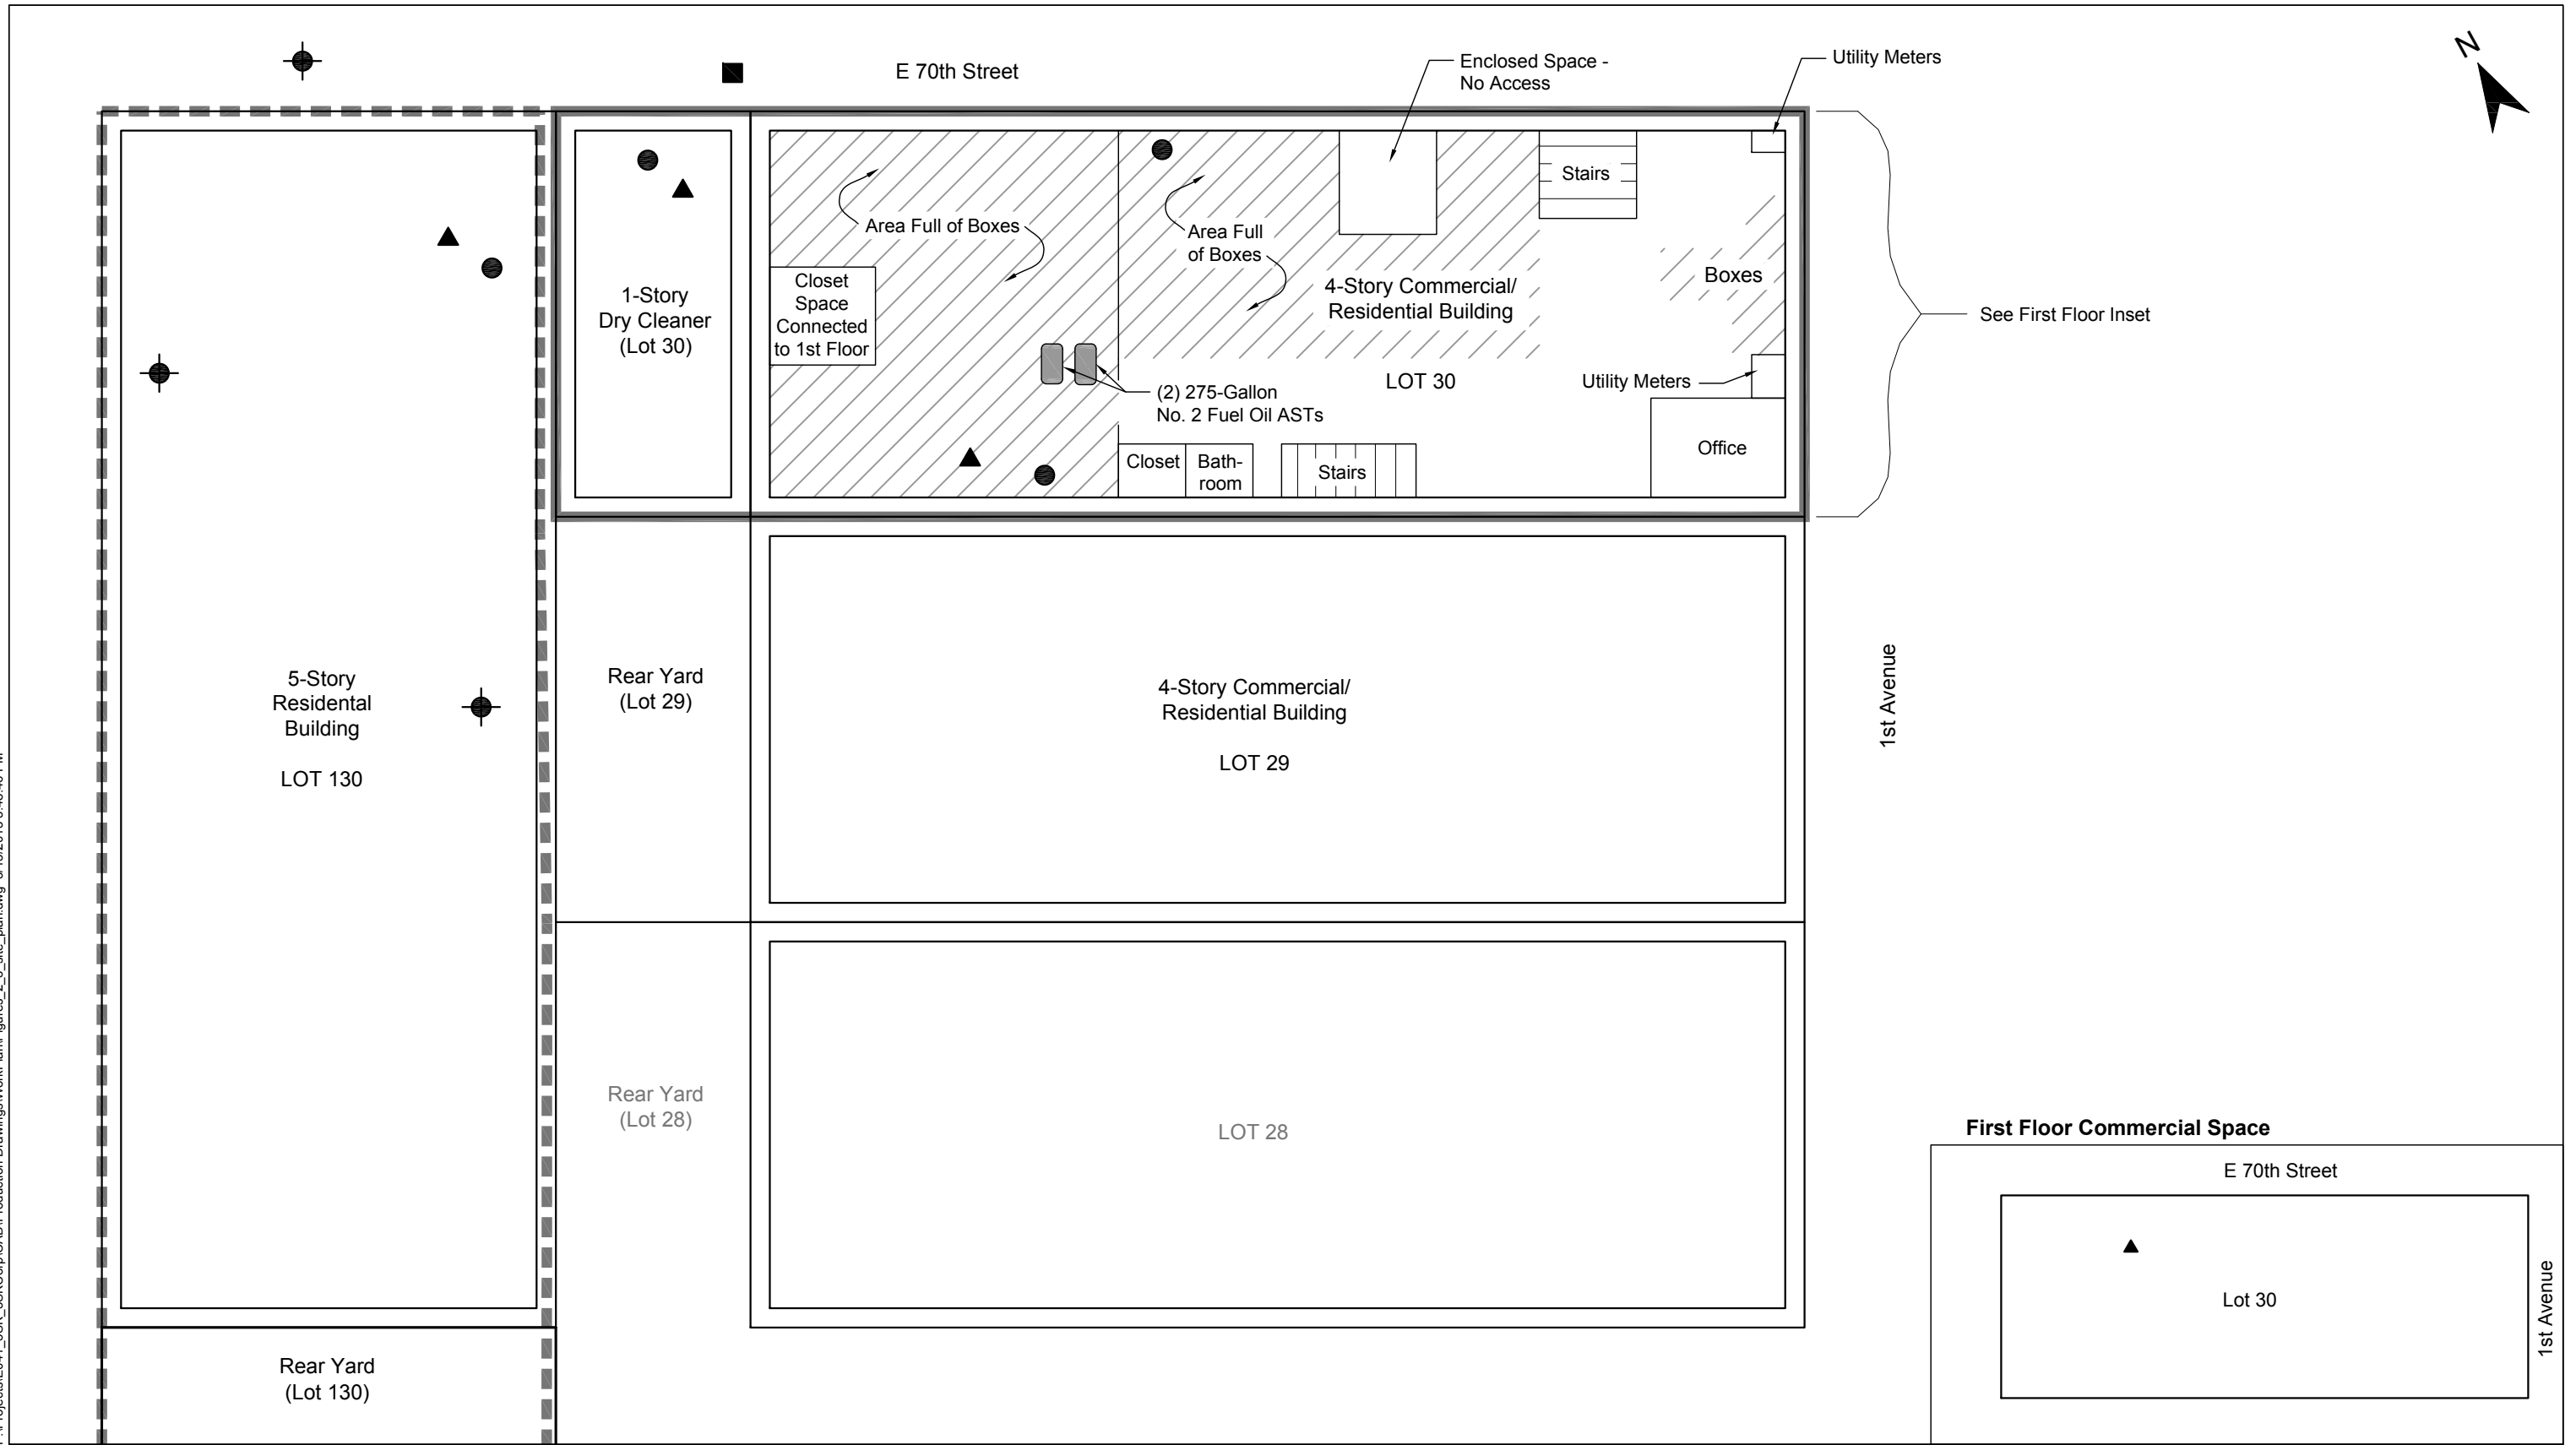 E 70th Street
Enclosed Space -
No Access
Utility Meters
N
Stairs
Area Full of Boxes
Area Full
of Boxes
Boxes
Closet
Space
Connected
to 1st Floor
1-Story
Dry Cleaner
(Lot 30)
4-Story Commercial/
Residential Building
See First Floor Inset
LOT 30
Utility Meters
(2) 275-Gallon
No. 2 Fuel Oil ASTs
Office
Closet
Bath-
room
Stairs
5-Story
Residental
Building
LOT 130
Rear Yard
(Lot 29)
4-Story Commercial/
Residential Building
LOT 29
1st Avenue
Rear Yard
(Lot 28)
LOT 28
First Floor Commercial Space
E 70th Street
Lot 30
1st Avenue
Rear Yard
(Lot 130)